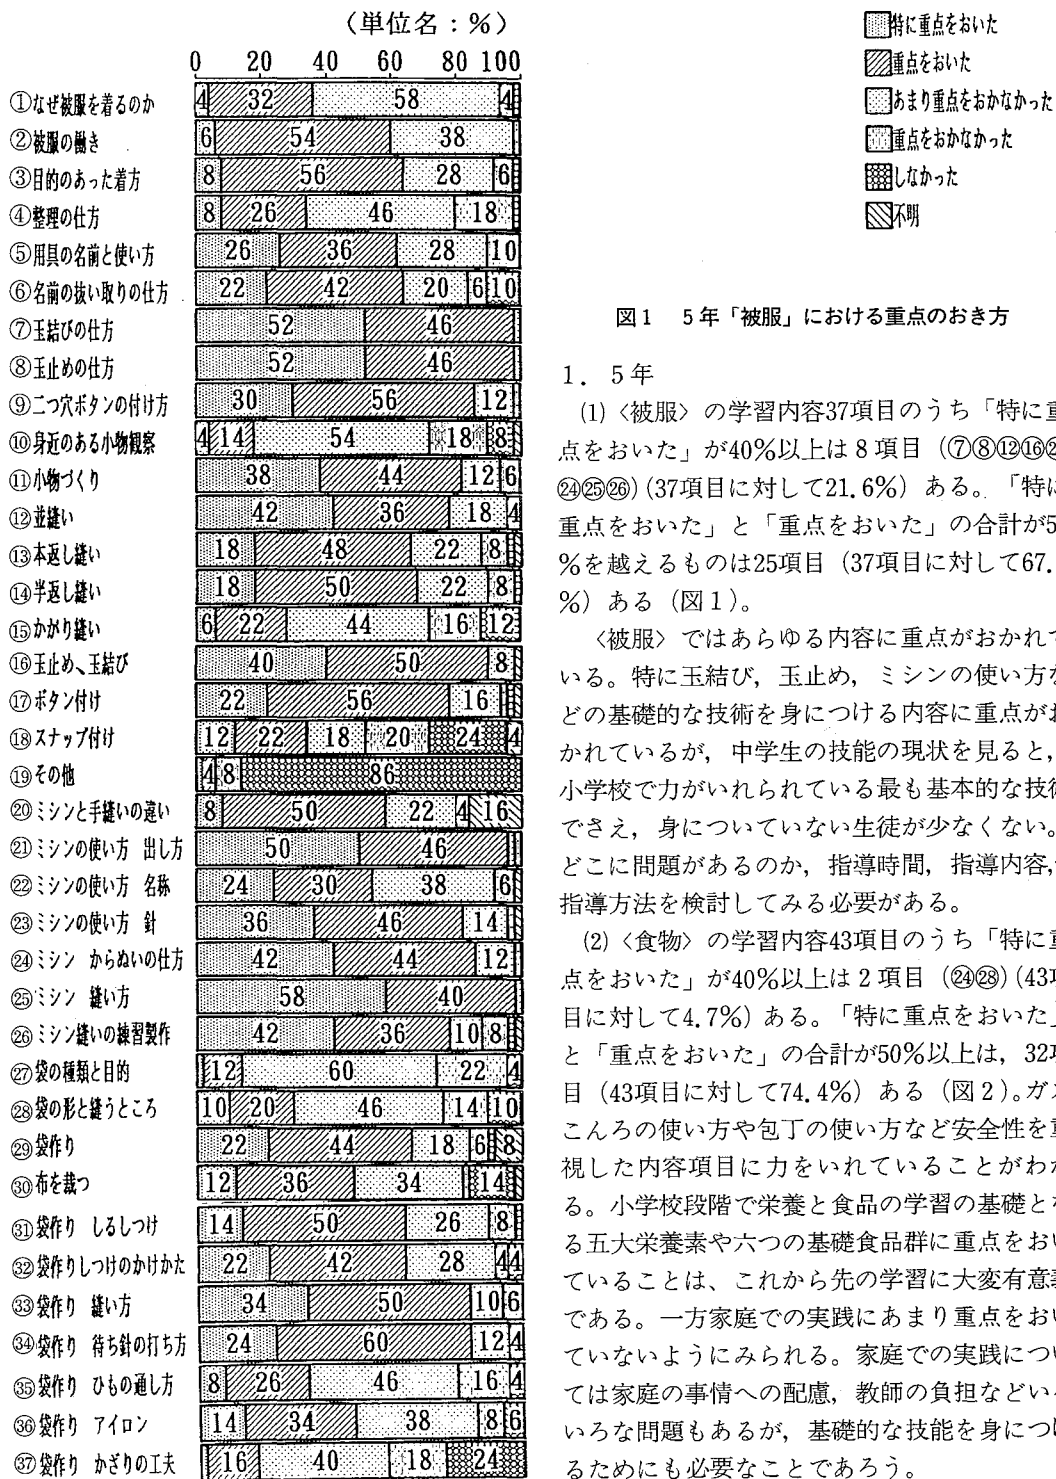 （単位名：%）
0 20 40 60 80 100
①なぜ被服を着るのか 4 32 58 4
②被服の働き 6 54 38
③目的のあった着方 8 56 28 6
④整理の仕方 8 26 46 18
⑤用具の名前と使い方 26 36 28 10
⑥名前の抜い取りの仕方 22 42 20 6 10
⑦玉結びの仕方 52 46
⑧玉止めの仕方 52 46
⑨二つ穴ボタンの付け方 30 56 12
⑩身近のある小物観察 4 14 54 18 8
⑪小物づくり 38 44 12 6
⑫並縫い 42 36 18 4
⑬本返し縫い 18 48 22 8
⑭半返し縫い 18 50 22 8
⑮かがり縫い 6 22 44 16 12
⑯玉止め、玉結び 40 50 8
⑰ボタン付け 22 56 16
⑱スナップ付け 12 22 18 20 24 4
⑲その他 4 8 86
⑳ミシンと手縫いの違い 8 50 22 4 16
㉑ミシンの使い方 出し方 50 46
㉒ミシンの使い方 名称 24 30 38 6
㉓ミシンの使い方 針 36 46 14
㉔ミシン からぬいの仕方 42 44 12
㉕ミシン 縫い方 58 40
㉖ミシン縫いの練習製作 42 36 10 8
㉗袋の種類と目的 12 60 22 4
㉘袋の形と縫うところ 10 20 46 14 10
㉙袋作り 22 44 18 6 8
㉚布を裁つ 12 36 34 14
㉛袋作り しるしつけ 14 50 26 8
㉜袋作りしつけのかけかた 22 42 28 4 4
㉝袋作り 縫い方 34 50 10 6
㉞袋作り 待ち針の打ち方 24 60 12 4
㉟袋作り ひもの通し方 8 26 46 16 4
㊱袋作り アイロン 14 34 38 8 6
㊲袋作り かざりの工夫 16 40 18 24
特に重点をおいた
重点をおいた
あまり重点をおかなかった
重点をおかなかった
しなかった
不明
図1 5年「被服」における重点のおき方
1．5年
(1)〈被服〉の学習内容37項目のうち「特に重
点をおいた」が40%以上は8項目（⑦⑧⑫⑯
㉔㉕㉖)(37項目に対して21.6%）ある。「特に
重点をおいた」と「重点をおいた」の合計が5
%を越えるものは25項目（37項目に対して67.
%）ある（図1）。
〈被服〉ではあらゆる内容に重点がおかれて
いる。特に玉結び，玉止め，ミシンの使い方な
どの基礎的な技術を身につける内容に重点がお
かれているが，中学生の技能の現状を見ると，
小学校で力がいれられている最も基本的な技術
でさえ，身についていない生徒が少なくない。
どこに問題があるのか，指導時間，指導内容，
指導方法を検討してみる必要がある。
(2)〈食物〉の学習内容43項目のうち「特に重
点をおいた」が40%以上は2項目（㉔㉘)(43項
目に対して4.7%）ある。「特に重点をおいた」
と「重点をおいた」の合計が50%以上は，32項
目（43項目に対して74.4%）ある（図2）。ガス
こんろの使い方や包丁の使い方など安全性を重
視した内容項目に力をいれていることがわか
る。小学校段階で栄養と食品の学習の基礎とな
る五大栄養素や六つの基礎食品群に重点をおい
ていることは、これから先の学習に大変有意義
である。一方家庭での実践にあまり重点をおい
ていないようにみられる。家庭での実践につい
ては家庭の事情への配慮，教師の負担などいろ
いろな問題もあるが，基礎的な技能を身につけ
るためにも必要なことであろう。